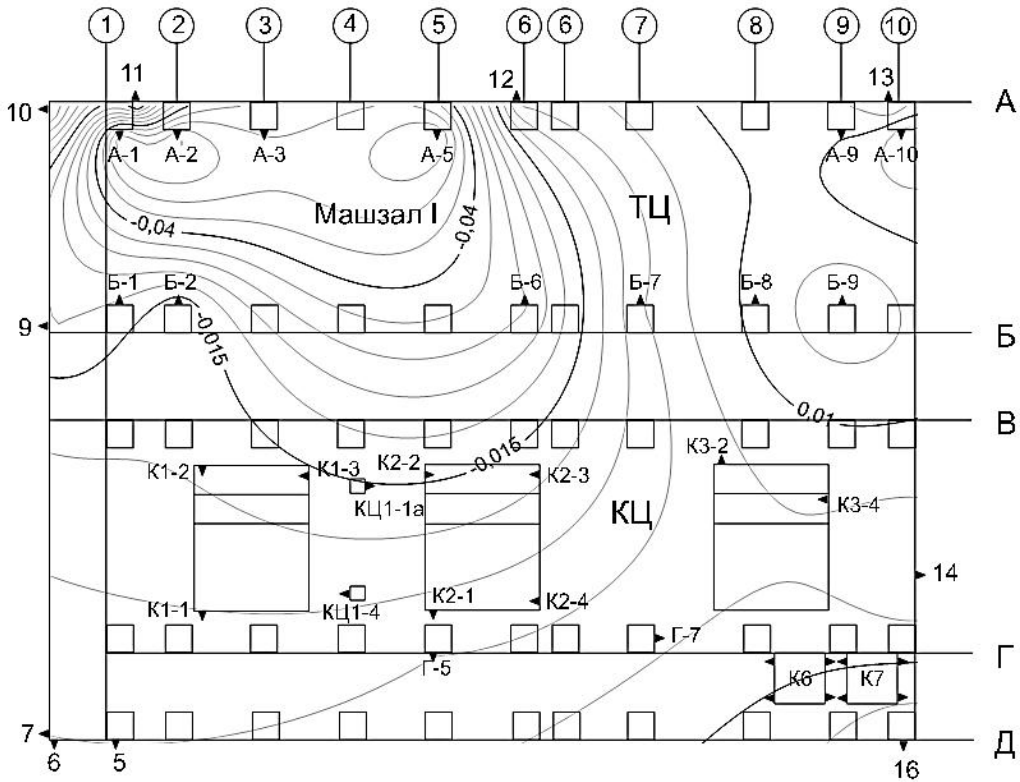 1 2 3 4 5 6 6 7 8 9 10
11 12 13
10 А
А-1 А-2 А-3 А-5 А-9 А-10
Машзал I ТЦ
-0,04 -0,04
Б-1 Б-2 Б-6 Б-7 Б-8 Б-9
9 Б
-0,015
0,01 В
-0,015
К1-2 К1-3 К2-2 К2-3 К3-2
КЦ1-1а КЦ К3-4
14
К1-1 КЦ1-4 К2-1 К2-4
Г-5 Г-7 Г
К6 К7
7 Д
6 5 16